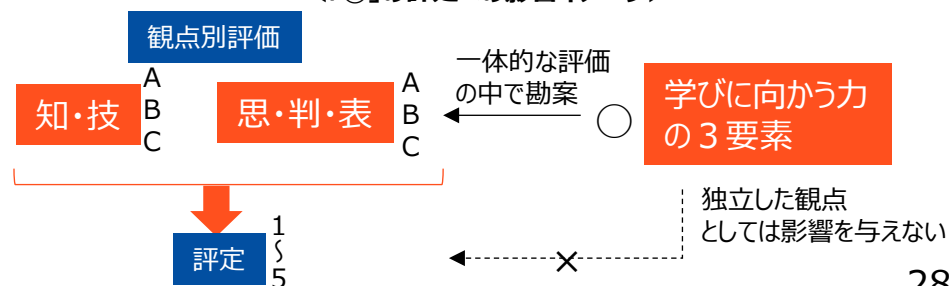 観点別評価
知・技
A
B
C
思・判・表
A
B
C
一体的な評価
の中で勘案
○
学びに向かう力
の3要素
独立した観点
としては影響を与えない
×
評定
1
〜
5
28